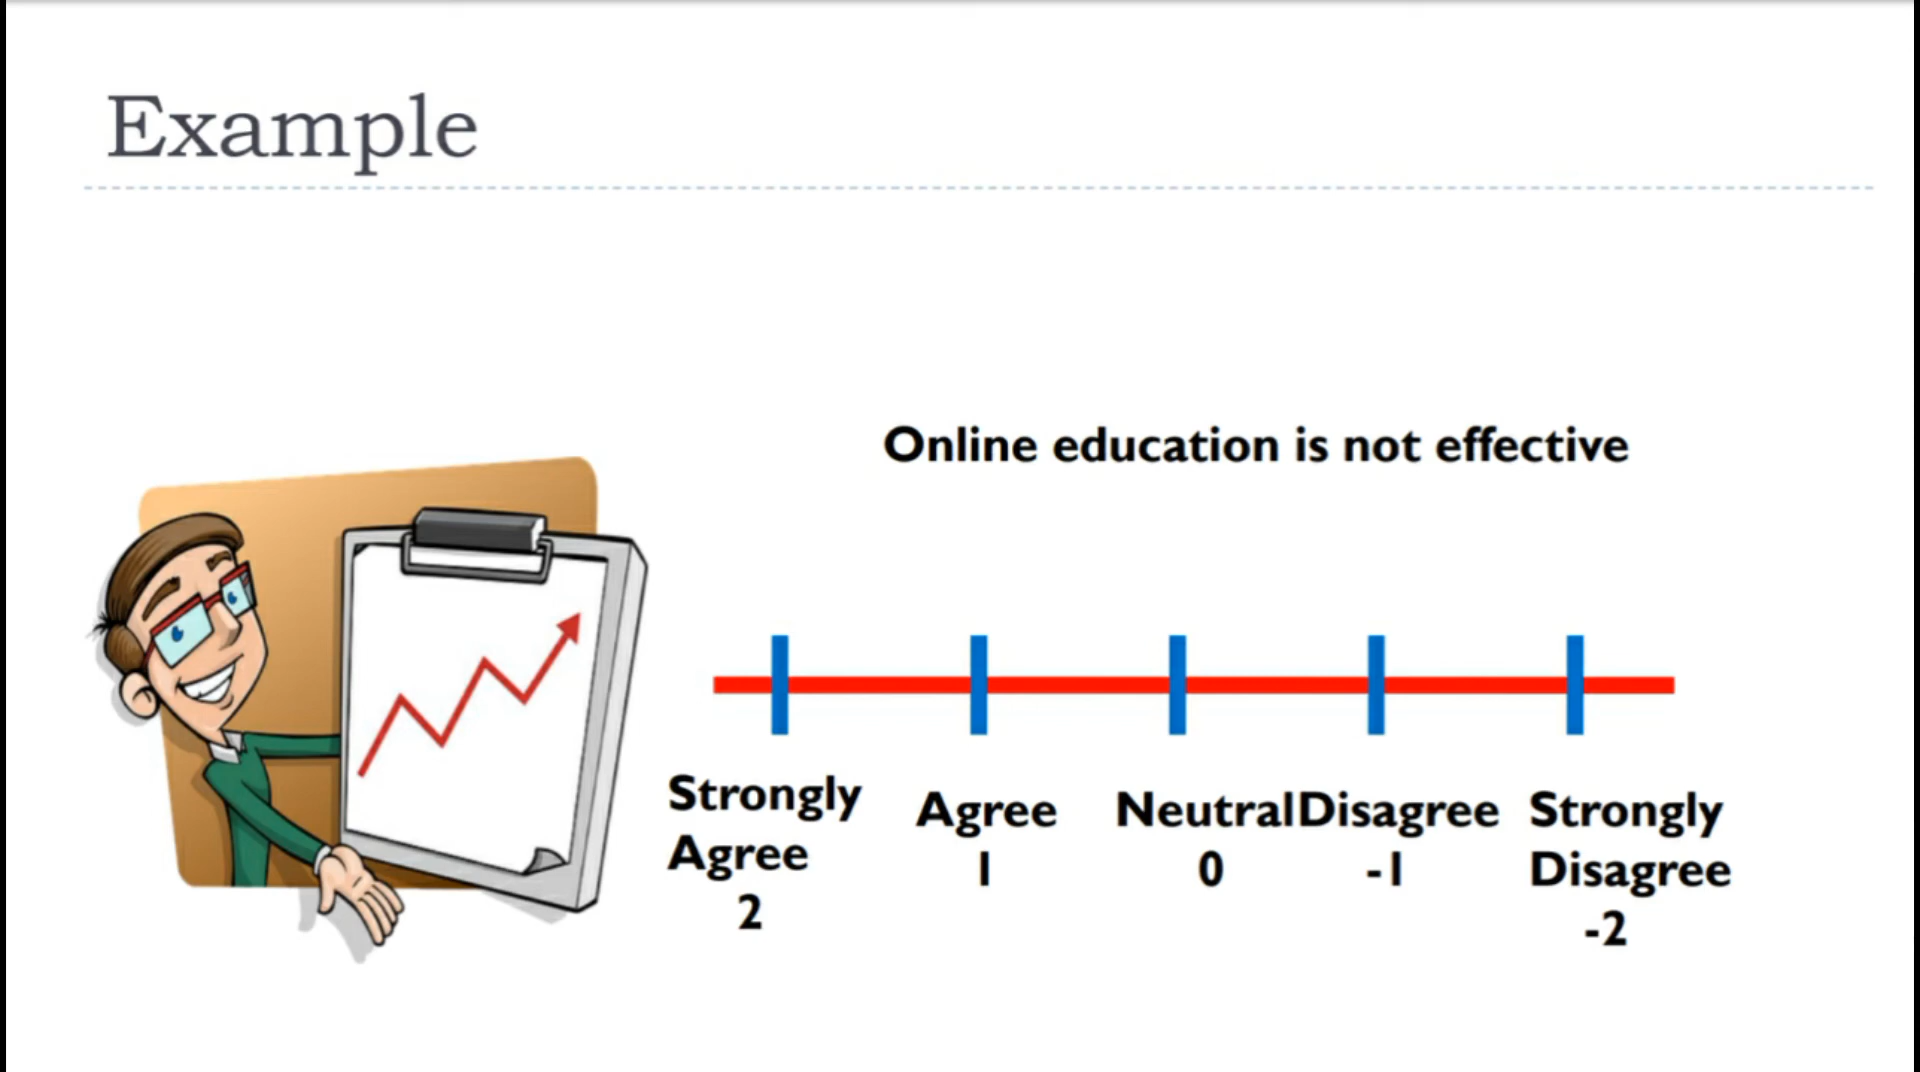 Example
Online education is not effective
Strongly Agree 2
Agree 1
Neutral 0
Disagree -1
Strongly Disagree -2